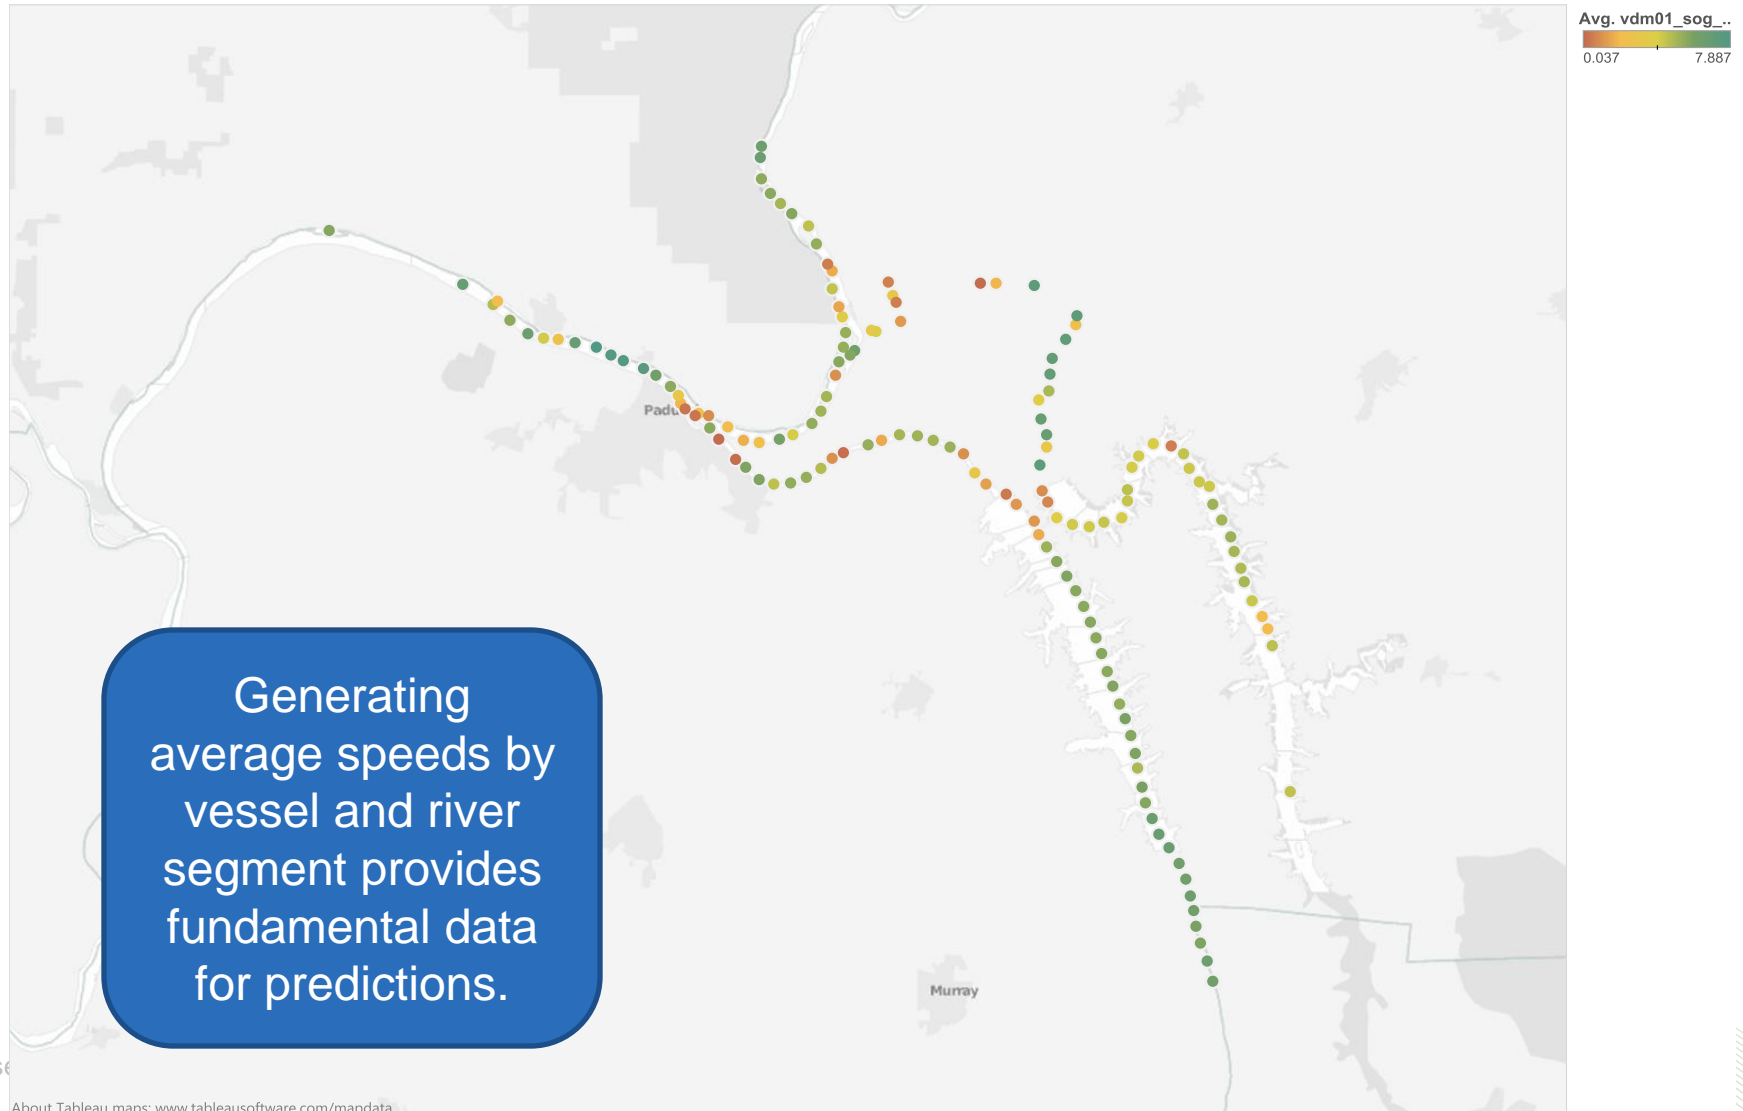 Avg. vdm01_sog_..
0.037 7.887
Padu
Generating
average speeds by
vessel and river
segment provides
fundamental data
for predictions.
Murray
About Tableau maps: www.tableausoftware.com/mapdata